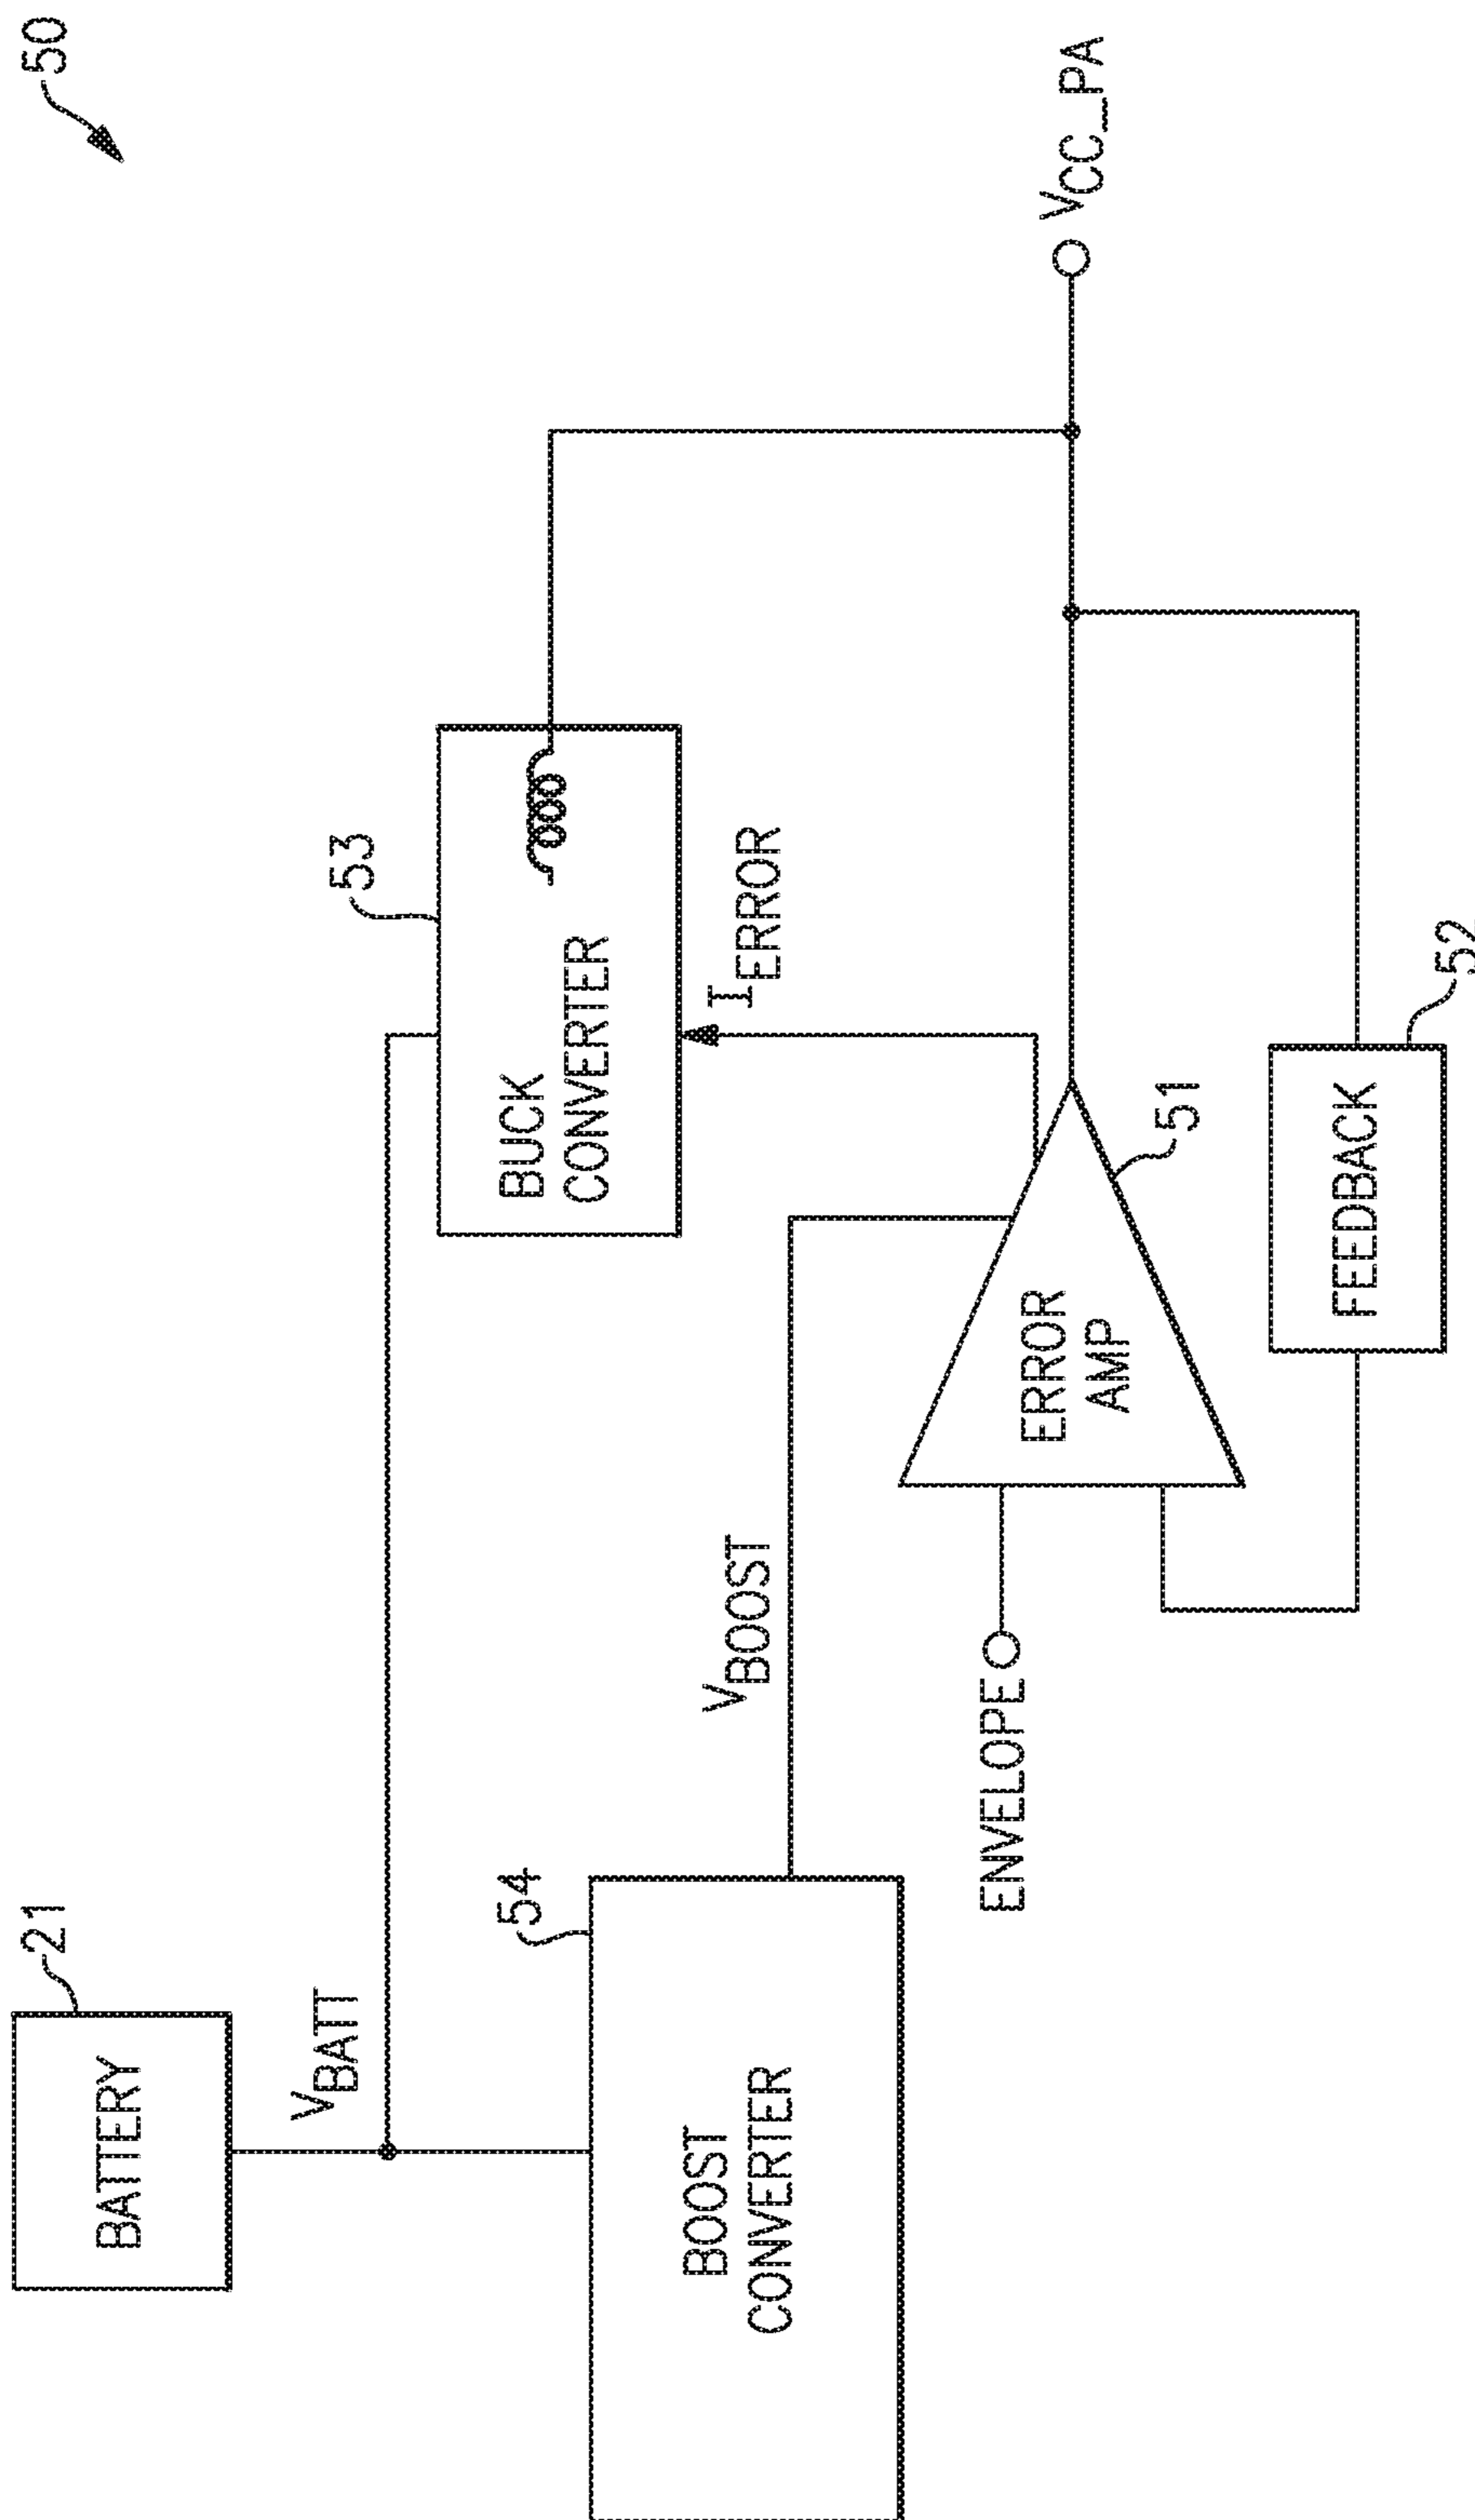 50
BATTERY
21
VBATT
53
BUCK
CONVERTER
54
BOOST
CONVERTER
VBOOST
IERROR
ENVELOPE
ERROR
AMP
51
VCC_PA
FEEDBACK
52